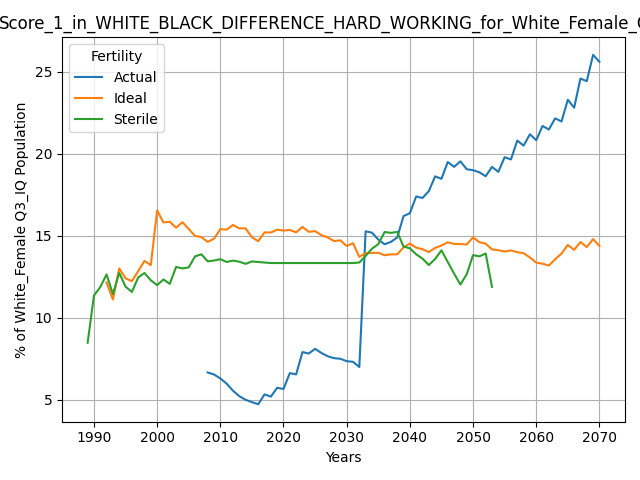 Score_1_in_WHITE_BLACK_DIFFERENCE_HARD_WORKING_for_White_Female_
Fertility
Actual
Ideal
Sterile
% of White_Female Q3_IQ Population
25
20
15
10
5
1990 2000 2010 2020 2030 2040 2050 2060 2070
Years